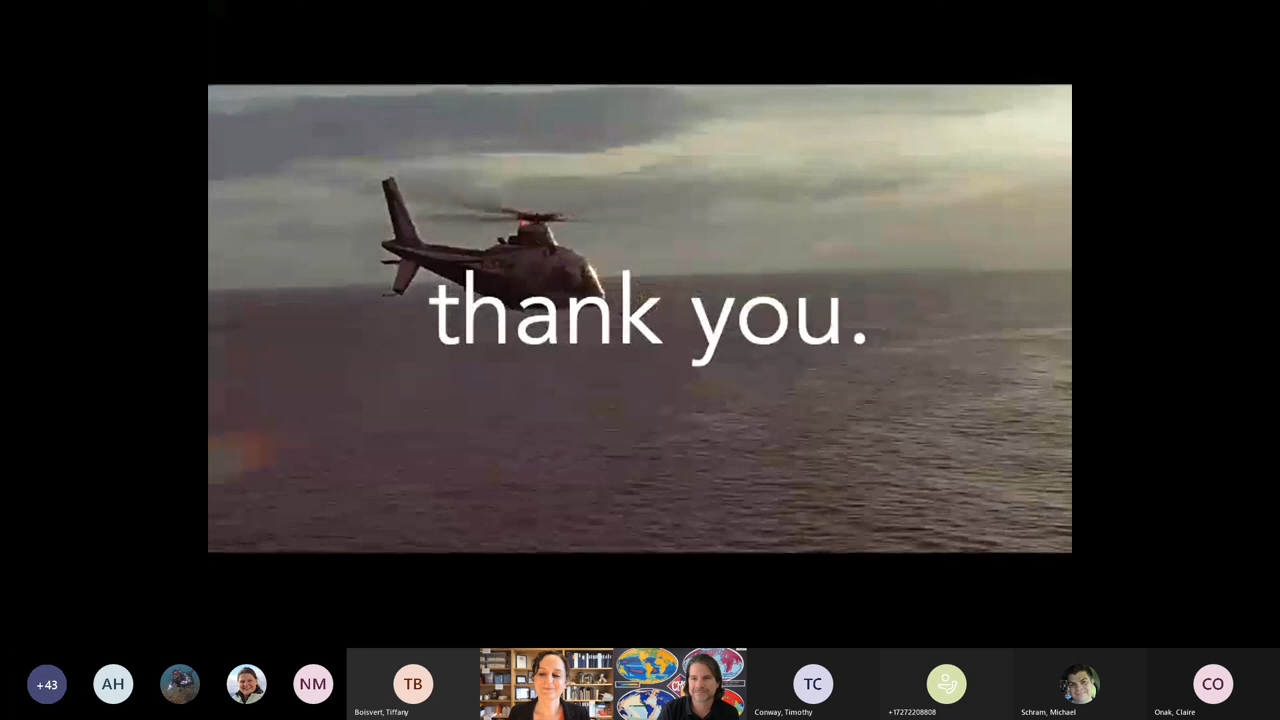 thank you.
+43
AH
NM
TB
Boisvert, Tiffany
TC
Conway, Timothy
+17272208808
Schram, Michael
CO
Onak, Claire